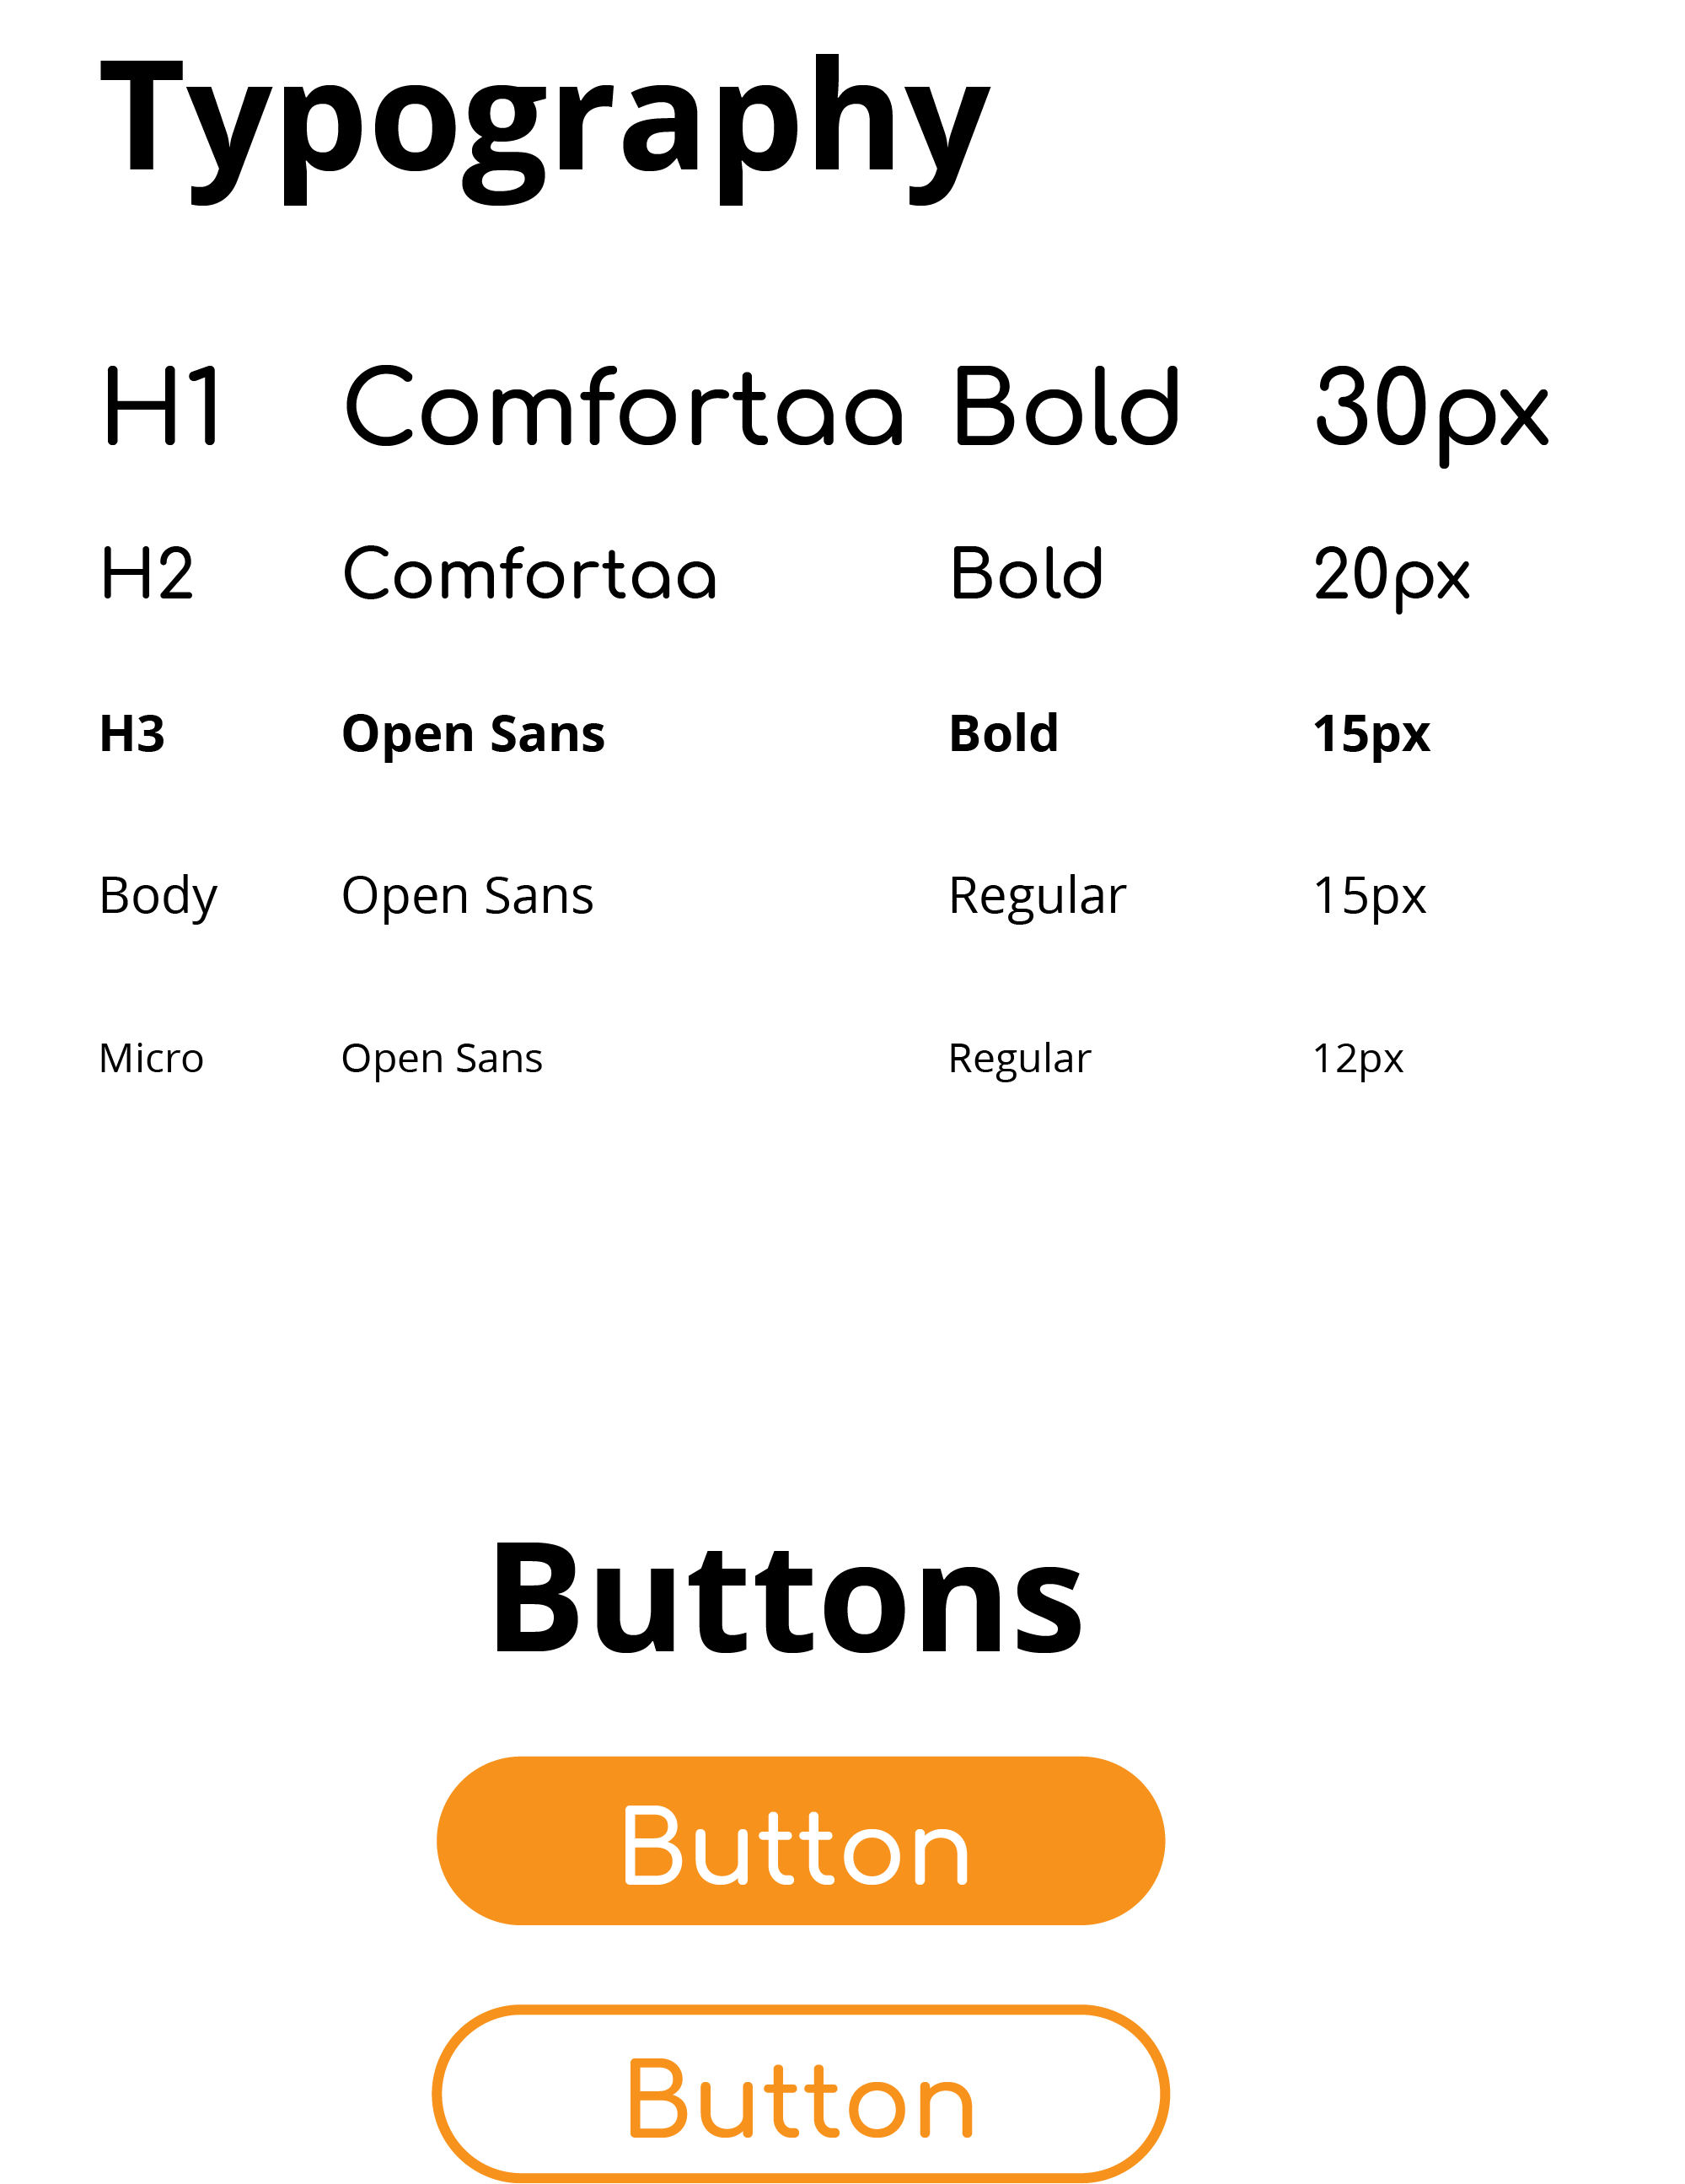 Typography
H1 Comfortaa Bold 30px
H2 Comfortaa Bold 20px
H3 Open Sans Bold 15px
Body Open Sans Regular 15px
Micro Open Sans Regular 12px
Buttons
Button
Button